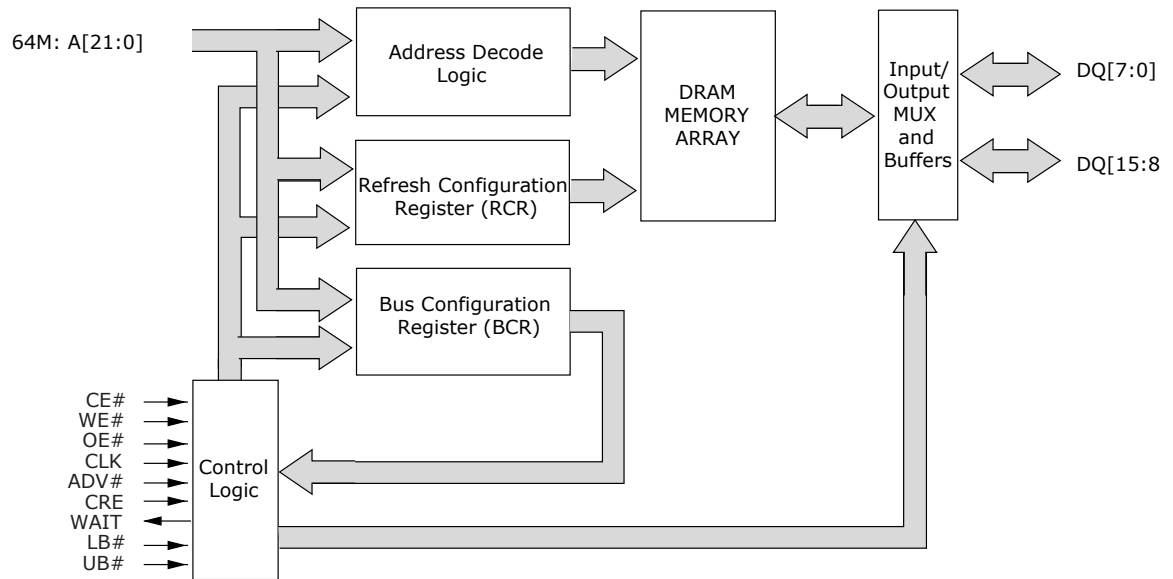 64M: A[21:0]
Address Decode
Logic
DRAM
MEMORY
ARRAY
Input/
Output
MUX
and
Buffers
DQ[7:0]
DQ[15:8
Refresh Configuration
Register (RCR)
Bus Configuration
Register (BCR)
CE#
WE#
OE#
CLK
ADV#
CRE
WAIT
LB#
UB#
Control
Logic